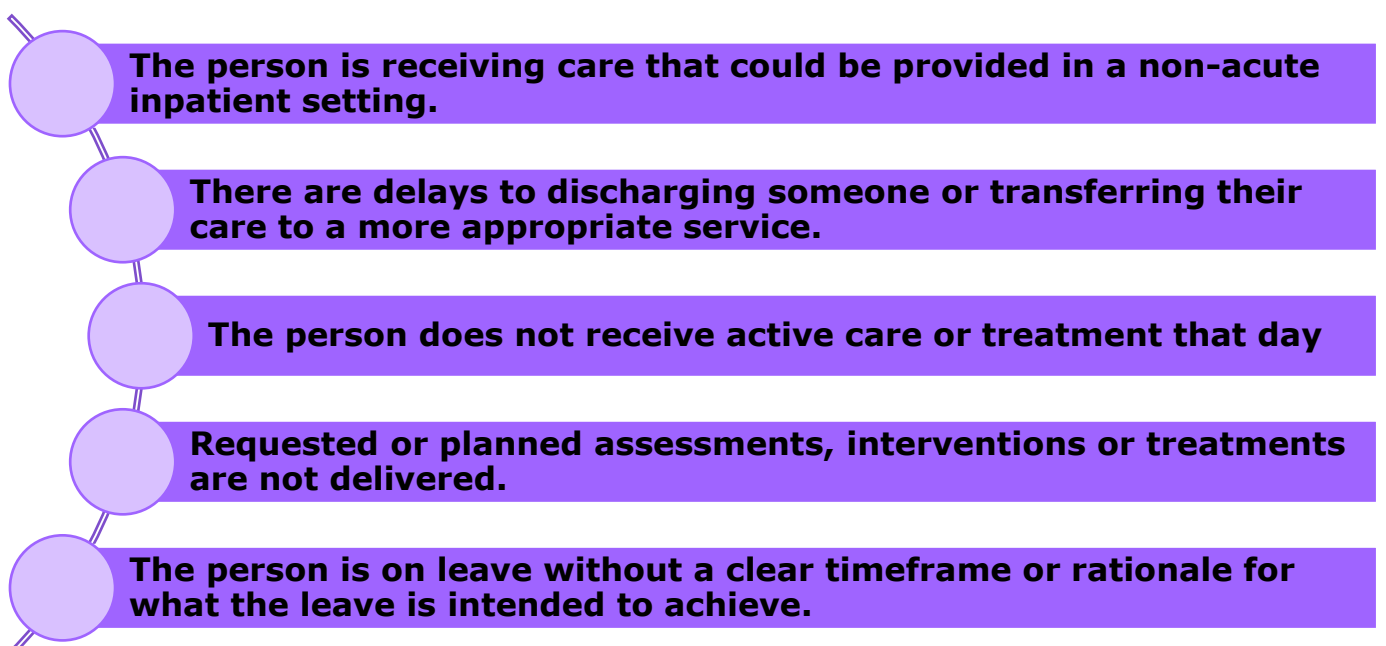 The person is receiving care that could be provided in a non-acute
inpatient setting.
There are delays to discharging someone or transferring their
care to a more appropriate service.
The person does not receive active care or treatment that day
Requested or planned assessments, interventions or treatments
are not delivered.
The person is on leave without a clear timeframe or rationale for
what the leave is intended to achieve.